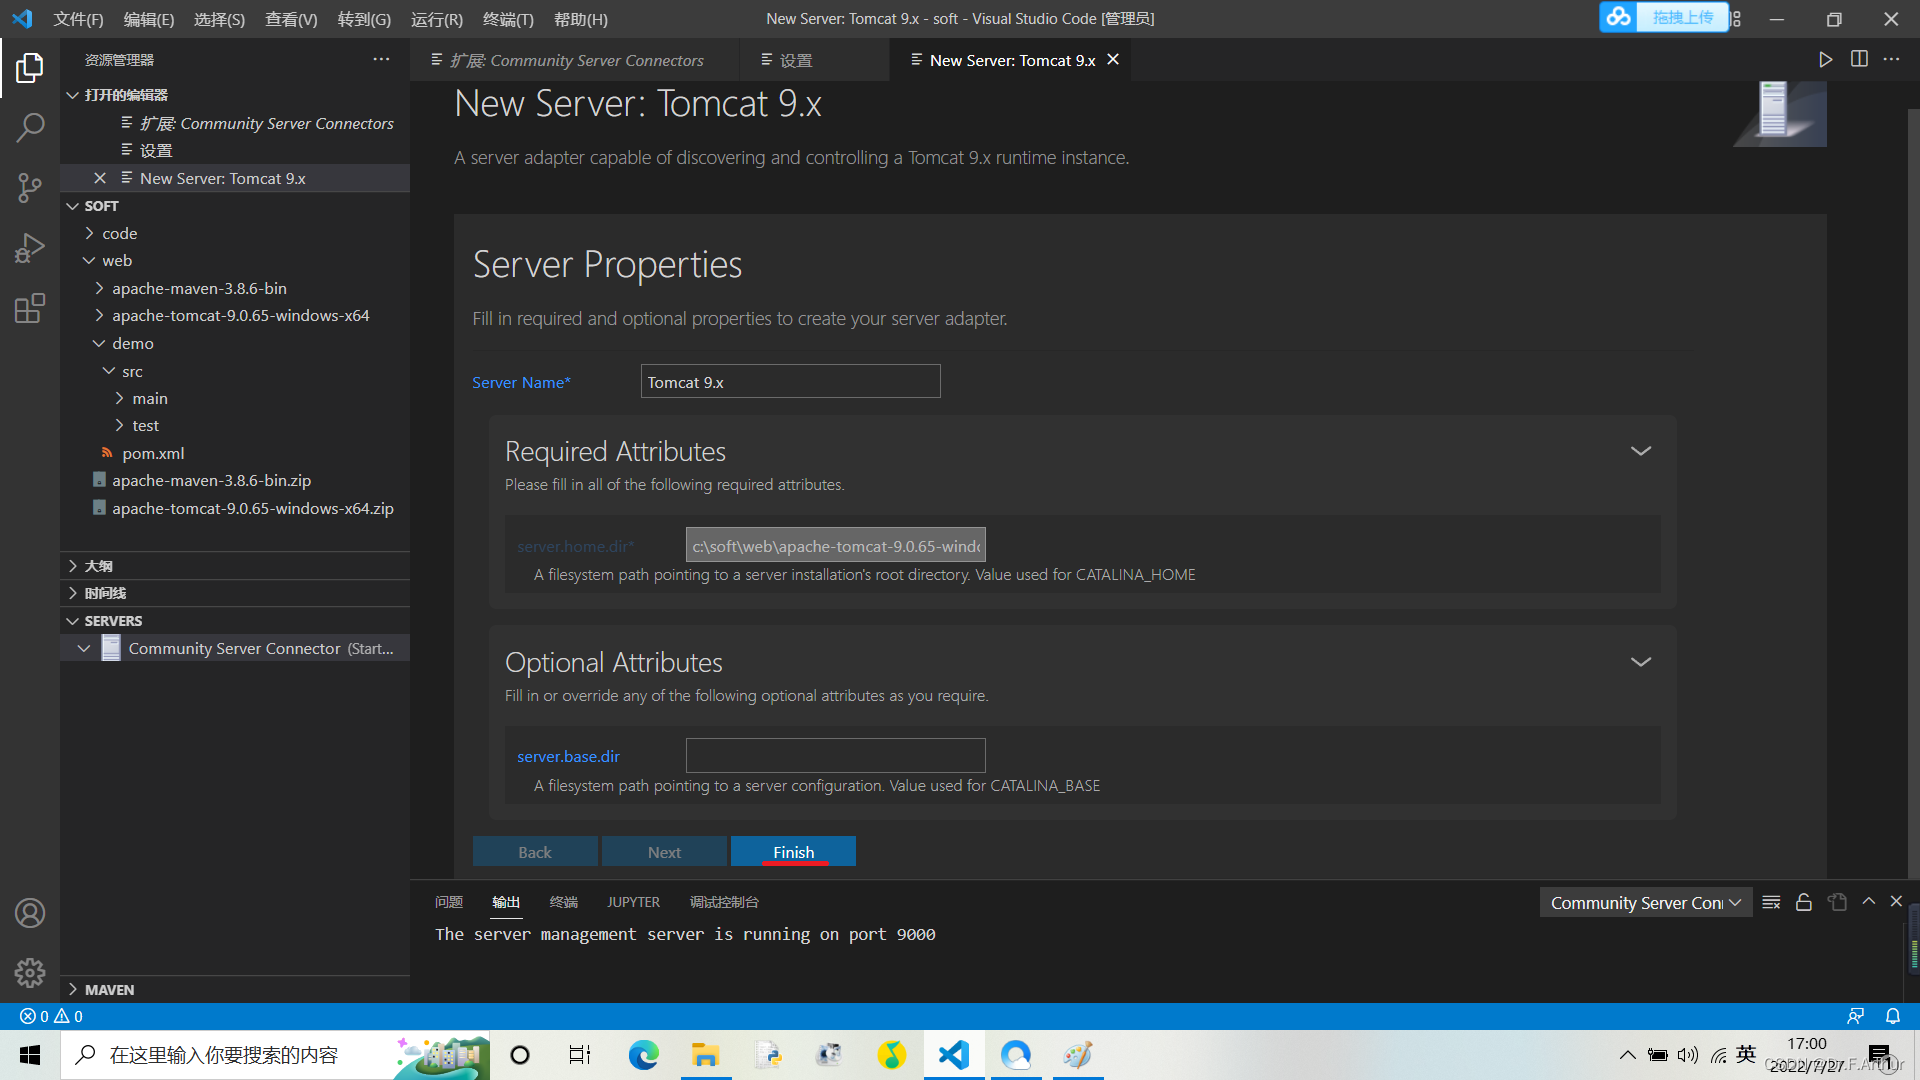 文件(F) 编辑(E) 选择(S) 查看(V) 转到(G) 运行(R) 终端(T) 帮助(H) New Server: Tomcat 9.x - soft - Visual Studio Code [管理员] 拖拽上传
资源管理器
扩展: Community Server Connectors 设置 New Server: Tomcat 9.x
打开的编辑器
扩展: Community Server Connectors
设置
New Server: Tomcat 9.x
SOFT
code
web
apache-maven-3.8.6-bin
apache-tomcat-9.0.65-windows-x64
demo
src
main
test
pom.xml
apache-maven-3.8.6-bin.zip
apache-tomcat-9.0.65-windows-x64.zip
大纲
时间线
SERVERS
Community Server Connector (Start...
MAVEN
New Server: Tomcat 9.x
A server adapter capable of discovering and controlling a Tomcat 9.x runtime instance.
Server Properties
Fill in required and optional properties to create your server adapter.
Server Name* Tomcat 9.x
Required Attributes
Please fill in all of the following required attributes.
server.home.dir* c:\soft\web\apache-tomcat-9.0.65-windo
A filesystem path pointing to a server installation's root directory. Value used for CATALINA_HOME
Optional Attributes
Fill in or override any of the following optional attributes as you require.
server.base.dir
A filesystem path pointing to a server configuration. Value used for CATALINA_BASE
Back Next Finish
问题 输出 终端 JUPYTER 调试控制台 Community Server Con
The server management server is running on port 9000
0 0
在这里输入你要搜索的内容
英
17:00
2022/7/27
CSDN @Dr.F.Arthur
1